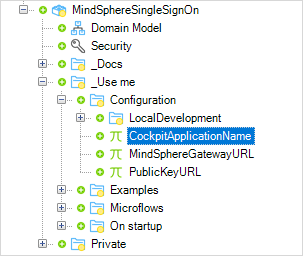 MindSphereSingleSignOn
Domain Model
Security
_Docs
_Use me
Configuration
LocalDevelopment
CockpitApplicationName
MindSphereGatewayURL
PublicKeyURL
Examples
Microflows
On startup
Private